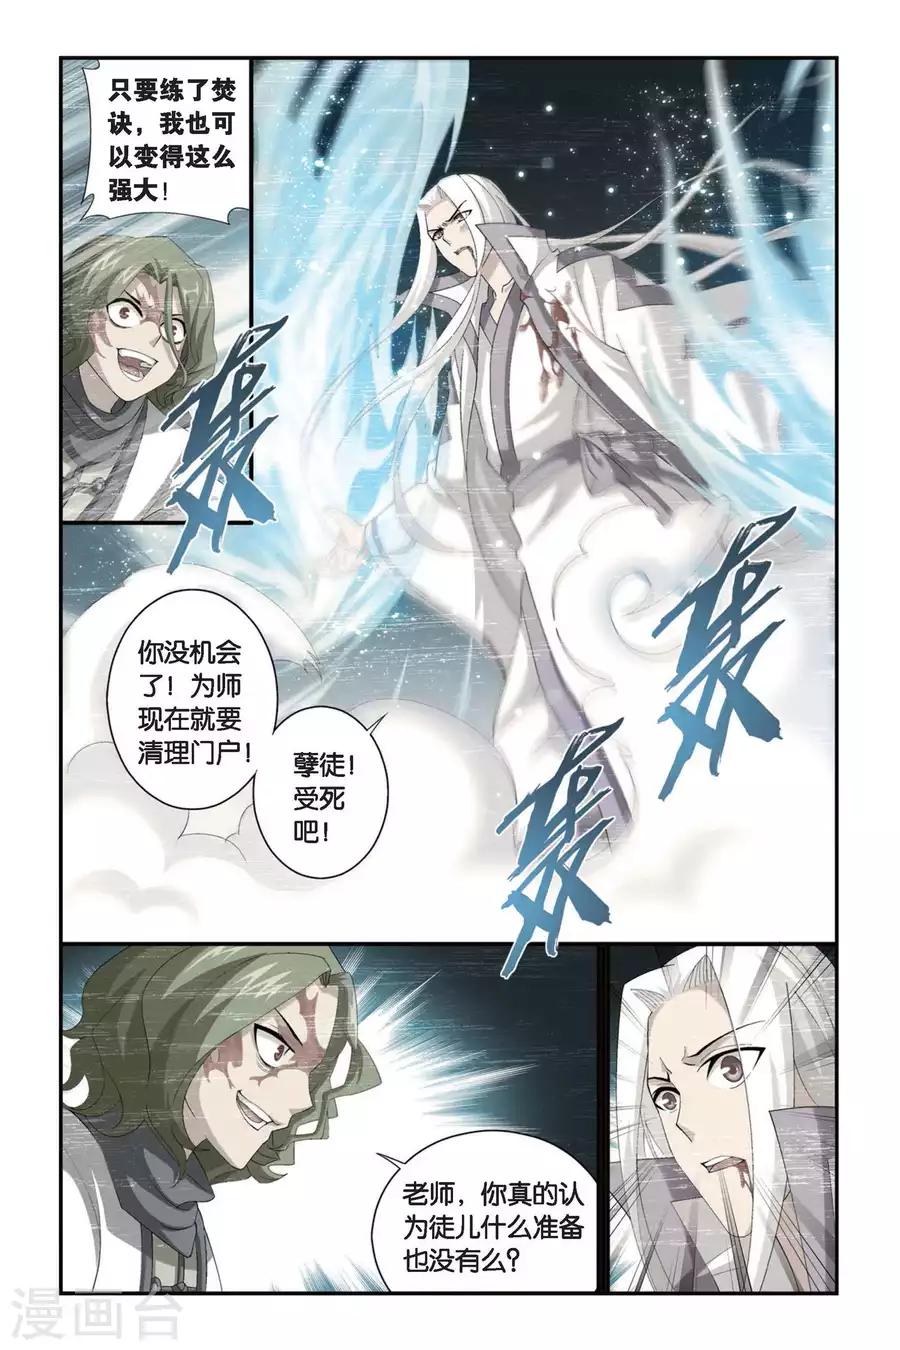 只要练了焚
诀，我也可
以变得这么
强大！
轰
轰
轰
你没机会
了！为师
现在就要
清理门户！
孽徒！
受死
吧！
老师，你真的认
为徒儿什么准备
也没有么？
漫画台